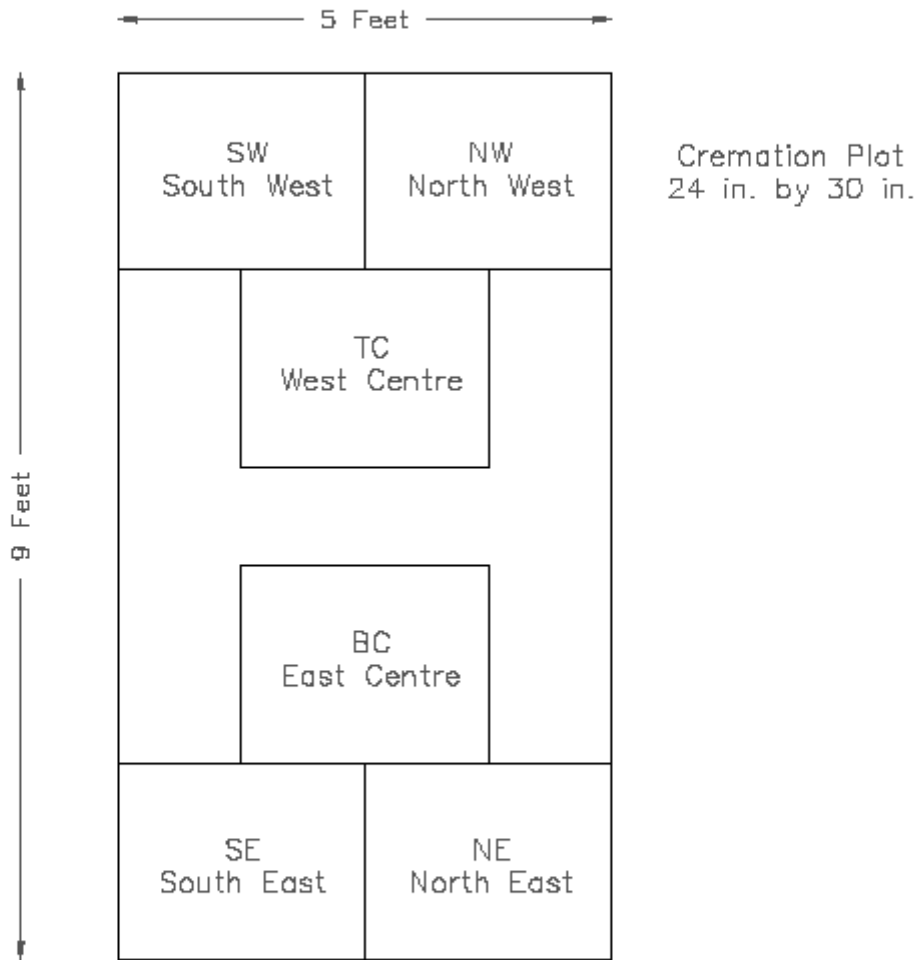 5 Feet
SW
South West
NW
North West
Cremation Plot
24 in. by 30 in.
TC
West Centre
9 Feet
BC
East Centre
SE
South East
NE
North East